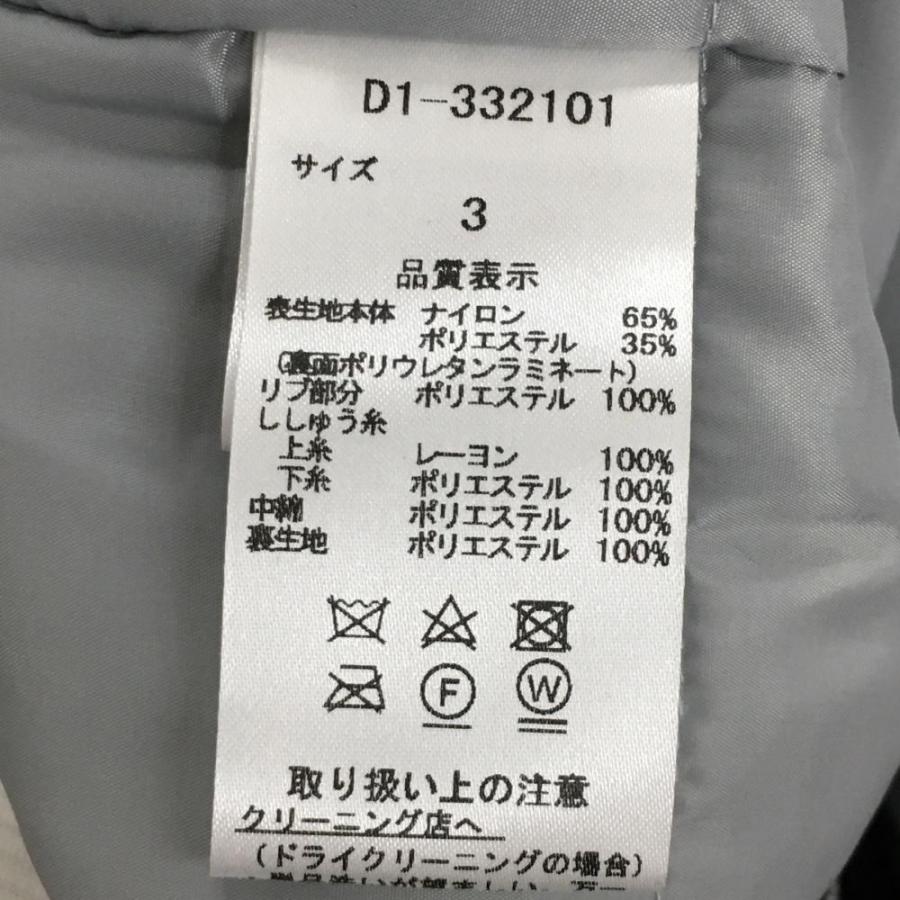 D1-332101
サイズ
3
品質表示
表生地本体 ナイロン 65%
ポリエステル 35%
(裏面ポリウレタンラミネート)
リブ部分 ポリエステル 100%
ししゅう糸
上糸 レーヨン 100%
下糸 ポリエステル 100%
中綿 ポリエステル 100%
裏生地 ポリエステル 100%
F W
取り扱い上の注意
クリーニング店へ
(ドライクリーニングの場合)